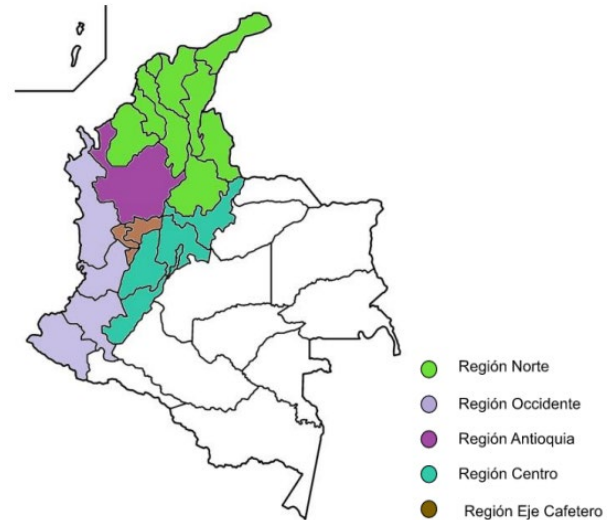 Región Norte
Región Occidente
Región Antioquia
Región Centro
Región Eje Cafetero